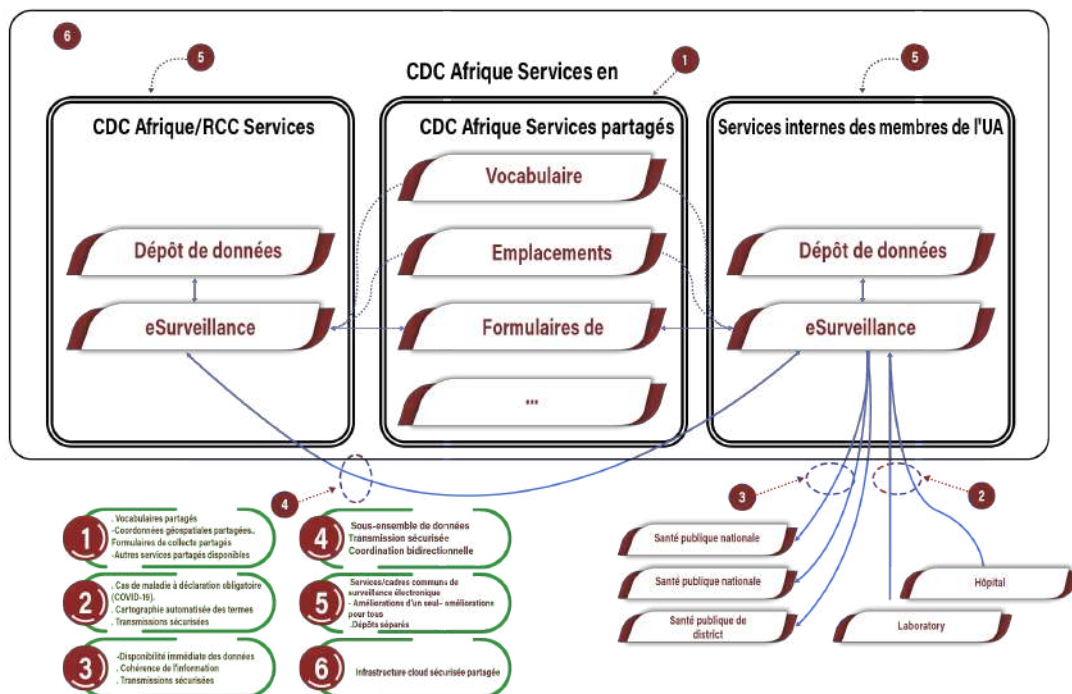 6
5
1
5
CDC Afrique Services en
CDC Afrique/RCC Services
CDC Afrique Services partagés
Services internes des membres de l'UA
Vocabulaire
Dépôt de données
Emplacements
Dépôt de données
eSurveillance
Formulaires de
eSurveillance
...
4
3
2
1
. Vocabulaires partagés
-Coordonnées géospatiales partagées..
Formulaires de collecte partagés
-Autres services partagés disponibles
2
. Cas de maladie à déclaration obligatoire
(COVID-19).
. Cartographie automatisée des termes
. Transmissions sécurisées
3
-Disponibilité immédiate des données
. Cohérence de l'information
. Transmissions sécurisées
4
Sous-ensemble de données
Transmission sécurisée
Coordination bidirectionnelle
5
Services/cadres communs de
surveillance électronique
- Améliorations d'un seul- améliorations
pour tous
. Dépôts séparés
6
Infrastructure cloud sécurisée partagée
Santé publique nationale
Santé publique nationale
Santé publique de
district
Hôpital
Laboratory